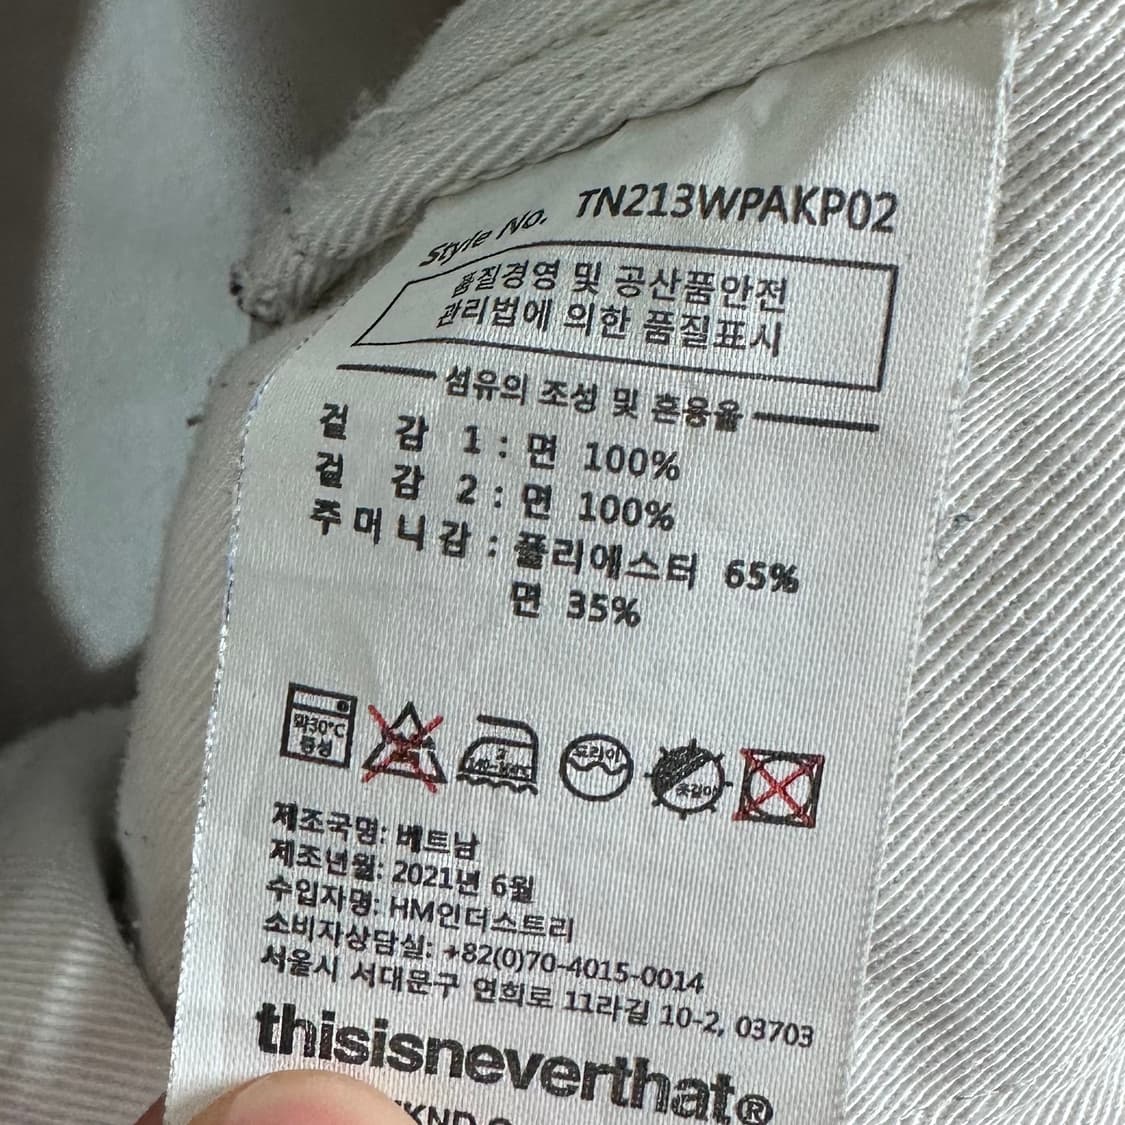 Style No. TN213WPAKP02
품질경영 및 공산품안전
관리법에 의한 품질표시
섬유의 조성 및 혼용율
겉 감 1 : 면 100%
겉 감 2 : 면 100%
주머니감 : 폴리에스터 65%
면 35%
약30℃
중성
드라이
옷걸이
제조국명: 베트남
제조년월: 2021년 6월
수입자명: HM인더스트리
소비자상담실: +82(0)70-4015-0014
서울시 서대문구 연희로 11라길 10-2, 03703
thisisneverthat®